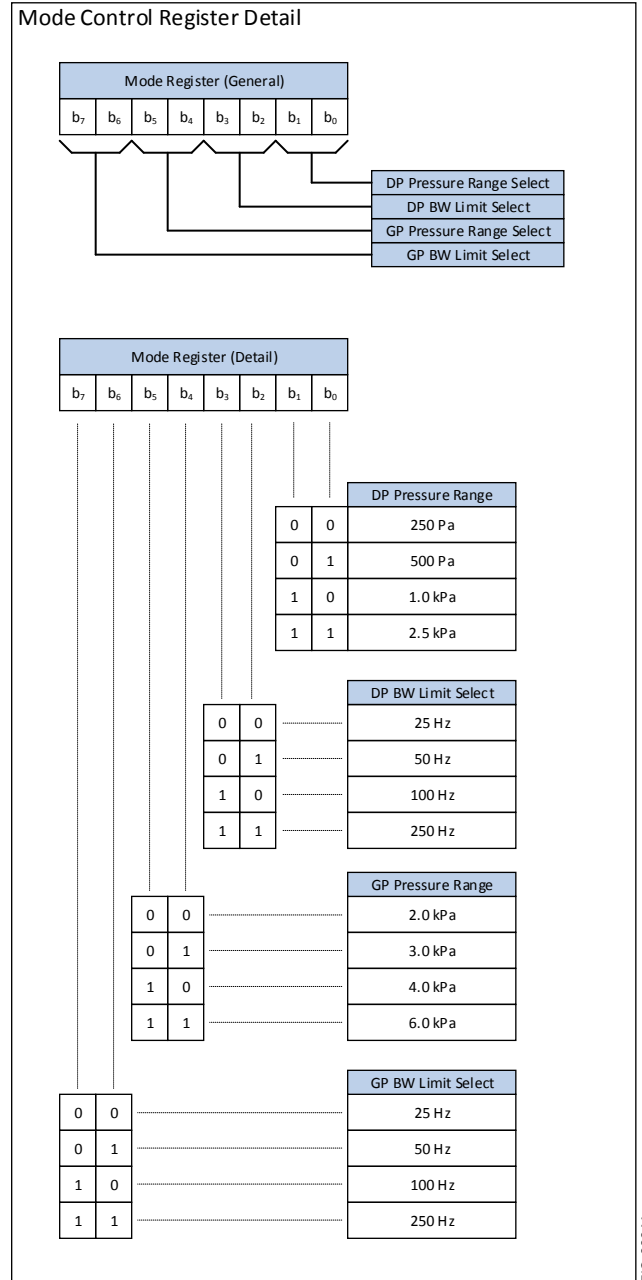 Mode Control Register Detail
Mode Register (General)
b₇ b₆ b₅ b₄ b₃ b₂ b₁ b₀
DP Pressure Range Select
DP BW Limit Select
GP Pressure Range Select
GP BW Limit Select
Mode Register (Detail)
b₇ b₆ b₅ b₄ b₃ b₂ b₁ b₀
DP Pressure Range
0 0 250 Pa
0 1 500 Pa
1 0 1.0 kPa
1 1 2.5 kPa
DP BW Limit Select
0 0 25 Hz
0 1 50 Hz
1 0 100 Hz
1 1 250 Hz
GP Pressure Range
0 0 2.0 kPa
0 1 3.0 kPa
1 0 4.0 kPa
1 1 6.0 kPa
GP BW Limit Select
0 0 25 Hz
0 1 50 Hz
1 0 100 Hz
1 1 250 Hz